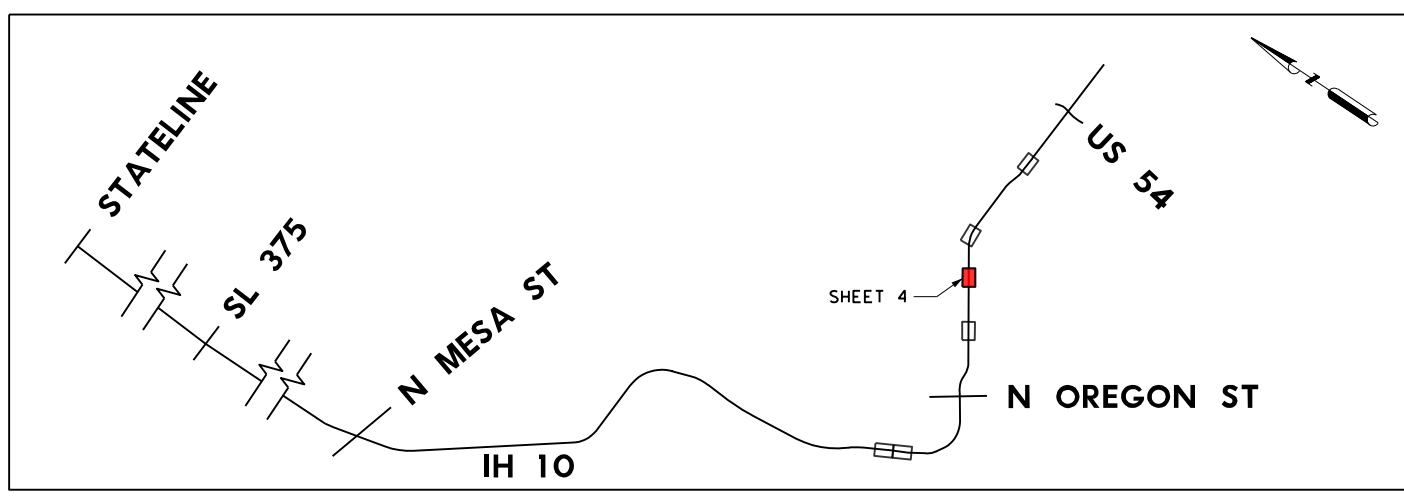 STATELINE
SL 375
N MESA ST
IH 10
SHEET 4
N OREGON ST
US 54
N